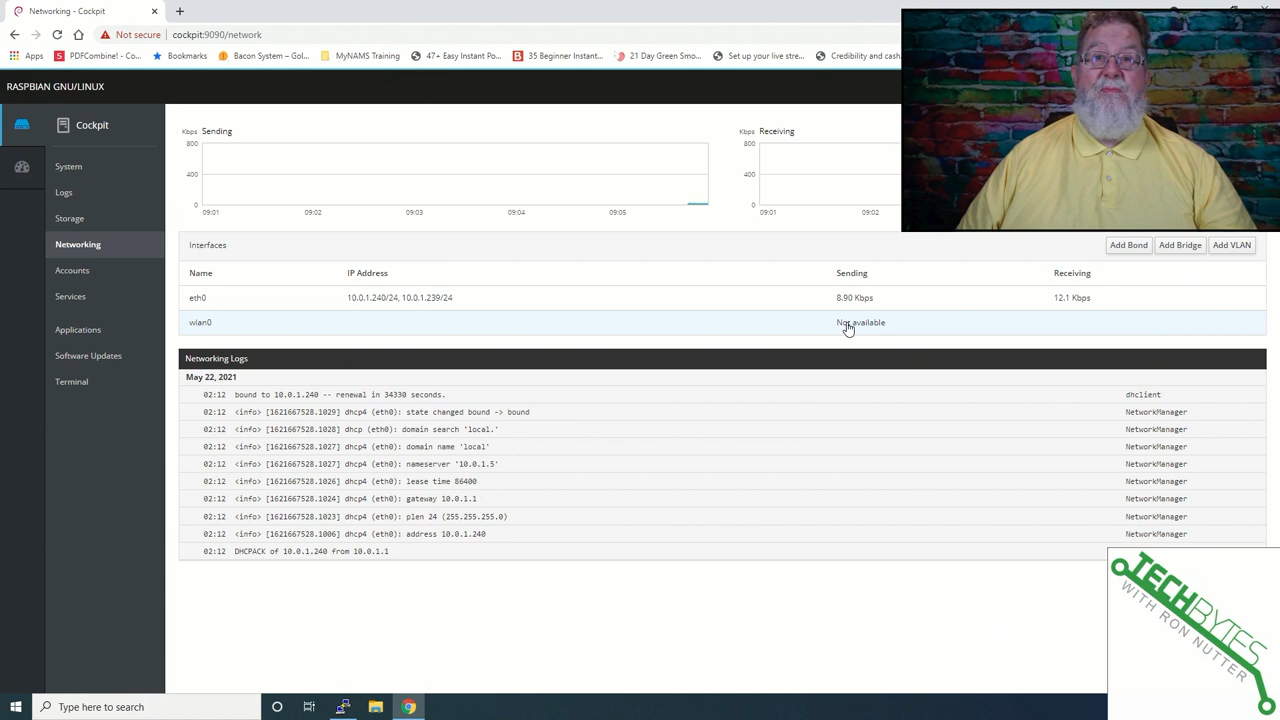 Networking - Cockpit
Not secure
cockpit:9090/network
Apps
PDFCombine! - Co...
Bookmarks
Bacon System – Go...
MyNAMS Training
47+ Easy Instant Po...
35 Beginner Instant...
21 Day Green Smo...
Set up your live stre...
Credibility and cash
RASPBIAN GNU/LINUX
Cockpit
System
Logs
Storage
Networking
Accounts
Services
Applications
Software Updates
Terminal
Kbps Sending
800
400
0
09:01 09:02 09:03 09:04 09:05
Kbps Receiving
800
400
0
09:01 09:02
Interfaces
Add Bond
Add Bridge
Add VLAN
Name IP Address Sending Receiving
eth0 10.0.1.240/24, 10.0.1.239/24 8.90 Kbps 12.1 Kbps
wlan0 Not available
Networking Logs
May 22, 2021
02:12 bound to 10.0.1.240 -- renewal in 34330 seconds. dhclient
02:12 <info> [1621667528.1029] dhcp4 (eth0): state changed bound -> bound NetworkManager
02:12 <info> [1621667528.1028] dhcp (eth0): domain search 'local.' NetworkManager
02:12 <info> [1621667528.1027] dhcp4 (eth0): domain name 'local' NetworkManager
02:12 <info> [1621667528.1027] dhcp4 (eth0): nameserver '10.0.1.5' NetworkManager
02:12 <info> [1621667528.1026] dhcp4 (eth0): lease time 86400 NetworkManager
02:12 <info> [1621667528.1024] dhcp4 (eth0): gateway 10.0.1.1 NetworkManager
02:12 <info> [1621667528.1023] dhcp4 (eth0): plen 24 (255.255.255.0) NetworkManager
02:12 <info> [1621667528.1006] dhcp4 (eth0): address 10.0.1.240 NetworkManager
02:12 DHCPACK of 10.0.1.240 from 10.0.1.1
TECHBYTES
WITH RON NUTTER
Type here to search